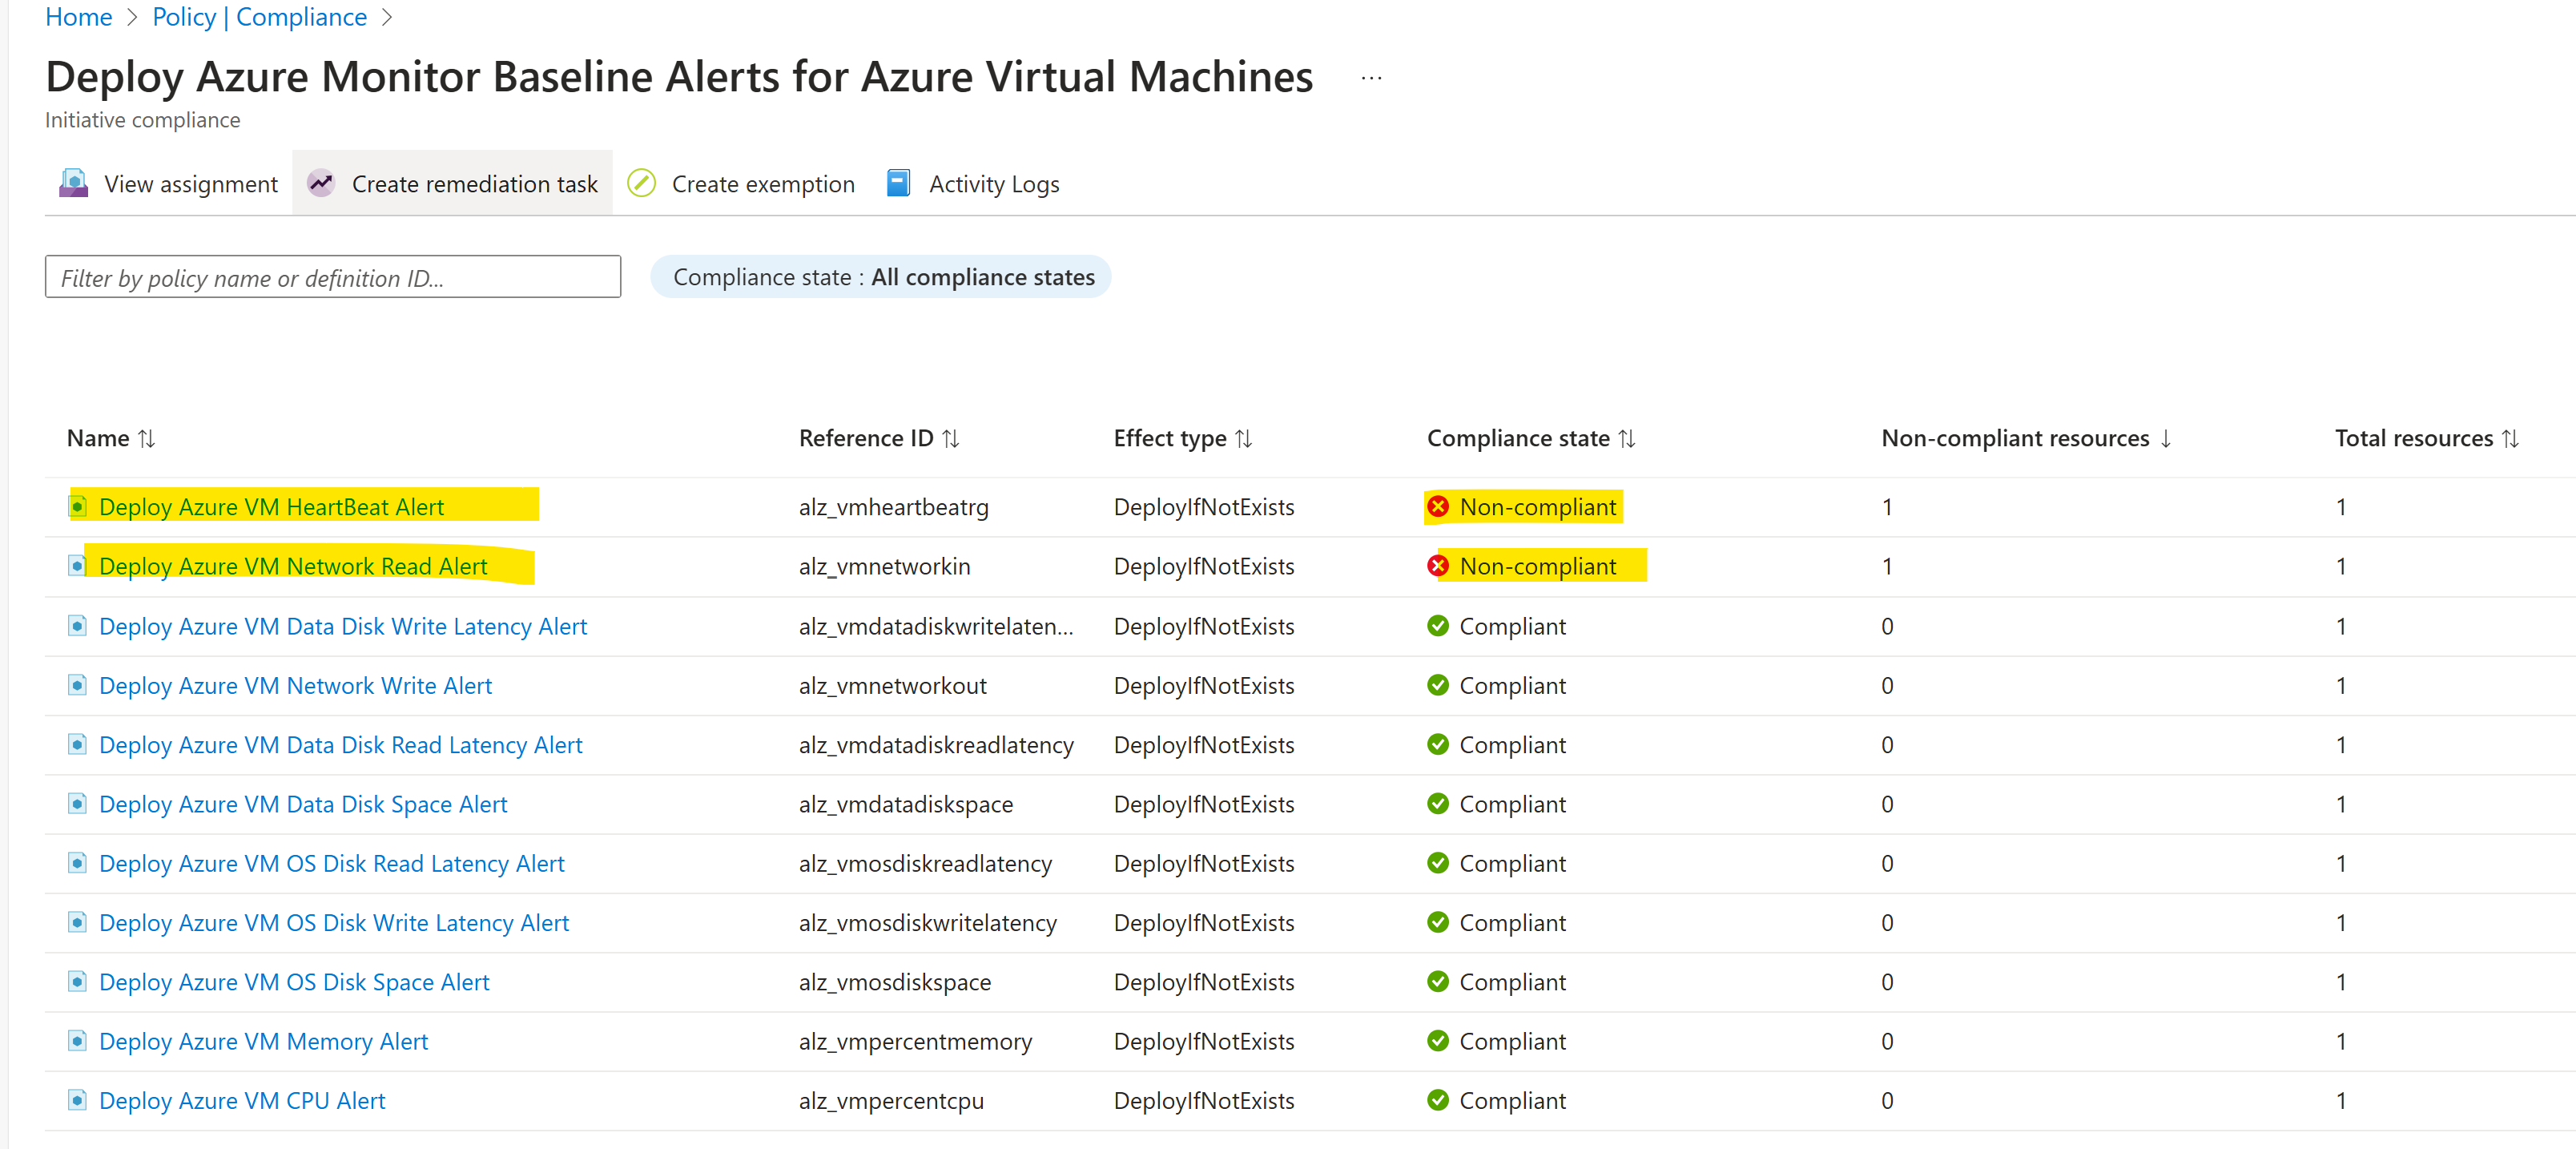 Home > Policy | Compliance >
Deploy Azure Monitor Baseline Alerts for Azure Virtual Machines ...
Initiative compliance
View assignment Create remediation task Create exemption Activity Logs
Filter by policy name or definition ID... Compliance state : All compliance states
Name ↑↓ Reference ID ↑↓ Effect type ↑↓ Compliance state ↑↓ Non-compliant resources ↓ Total resources ↑↓
Deploy Azure VM HeartBeat Alert alz_vmheartbeatrg DeployIfNotExists Non-compliant 1 1
Deploy Azure VM Network Read Alert alz_vmnetworkin DeployIfNotExists Non-compliant 1 1
Deploy Azure VM Data Disk Write Latency Alert alz_vmdatadiskwritelaten... DeployIfNotExists Compliant 0 1
Deploy Azure VM Network Write Alert alz_vmnetworkout DeployIfNotExists Compliant 0 1
Deploy Azure VM Data Disk Read Latency Alert alz_vmdatadiskreadlatency DeployIfNotExists Compliant 0 1
Deploy Azure VM Data Disk Space Alert alz_vmdatadiskspace DeployIfNotExists Compliant 0 1
Deploy Azure VM OS Disk Read Latency Alert alz_vmosdiskreadlatency DeployIfNotExists Compliant 0 1
Deploy Azure VM OS Disk Write Latency Alert alz_vmosdiskwritelatency DeployIfNotExists Compliant 0 1
Deploy Azure VM OS Disk Space Alert alz_vmosdiskspace DeployIfNotExists Compliant 0 1
Deploy Azure VM Memory Alert alz_vmpercentmemory DeployIfNotExists Compliant 0 1
Deploy Azure VM CPU Alert alz_vmpercentcpu DeployIfNotExists Compliant 0 1